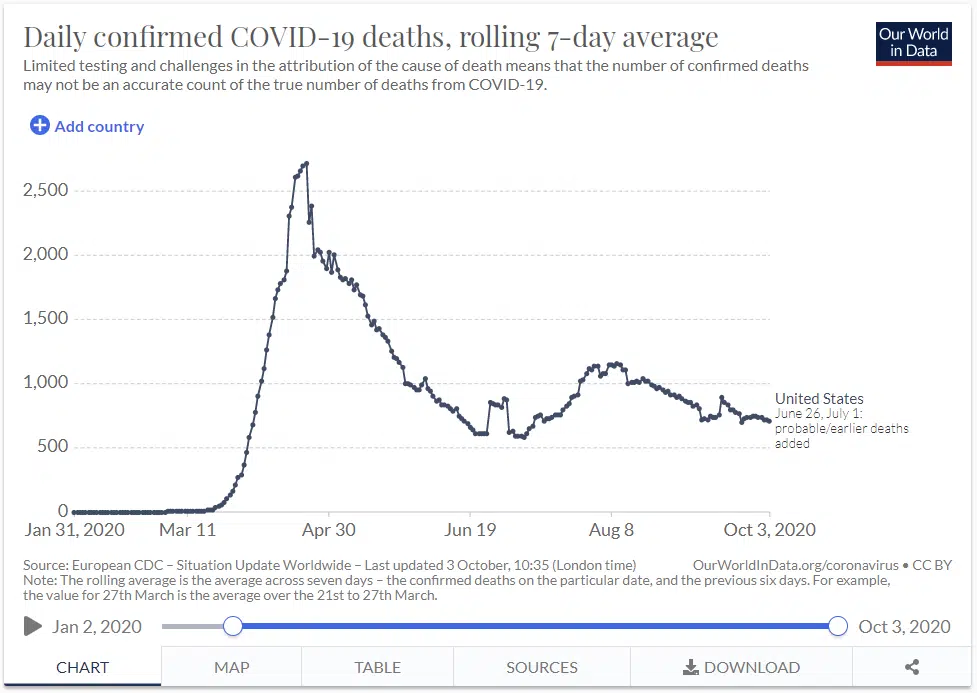 Daily confirmed COVID-19 deaths, rolling 7-day average
Our World
in Data
Limited testing and challenges in the attribution of the cause of death means that the number of confirmed deaths
may not be an accurate count of the true number of deaths from COVID-19.
Add country
2,500
2,000
1,500
1,000
500
0
United States
June 26, July 1:
probable/earlier deaths
added
Jan 31, 2020 Mar 11 Apr 30 Jun 19 Aug 8 Oct 3, 2020
Source: European CDC – Situation Update Worldwide – Last updated 3 October, 10:35 (London time) OurWorldInData.org/coronavirus • CC BY
Note: The rolling average is the average across seven days – the confirmed deaths on the particular date, and the previous six days. For example,
the value for 27th March is the average over the 21st to 27th March.
Jan 2, 2020 Oct 3, 2020
CHART MAP TABLE SOURCES DOWNLOAD